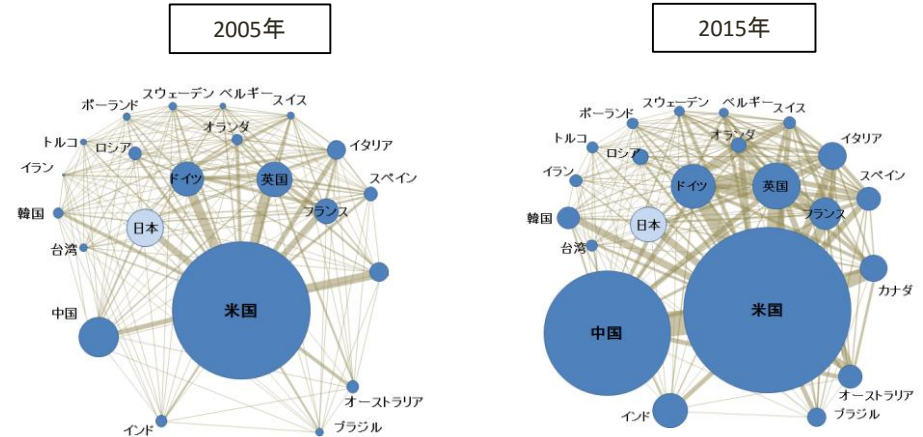 2005年
スウェーデン
ベルギー
スイス
ポーランド
オランダ
トルコ
ロシア
イタリア
イラン
ドイツ
英国
スペイン
韓国
日本
フランス
台湾
中国
米国
オーストラリア
インド
ブラジル
2015年
スウェーデン
ベルギー
スイス
ポーランド
オランダ
トルコ
ロシア
イタリア
イラン
ドイツ
英国
スペイン
韓国
日本
フランス
台湾
カナダ
中国
米国
オーストラリア
インド
ブラジル